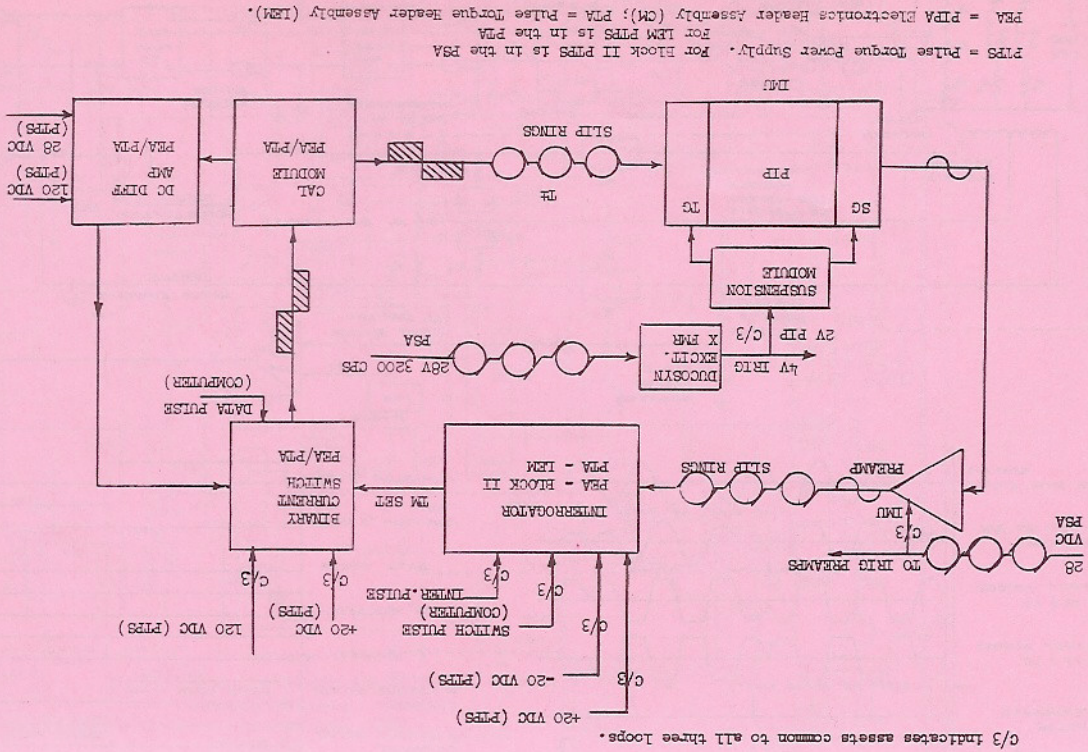 C/3 indicates assets common to all three loops.
+20 VDC (PTPS)
-20 VDC (PTPS)
C/3
C/3
SWITCH PULSE
(COMPUTER)
C/3
INTER.PULSE
C/3
120 VDC (PTPS)
+20 VDC
(PTPS)
C/3
C/3
28
VDC
PSA
TO IRIG PREAMPS
C/3
IMU
PREAMP
SLIP RINGS
INTERROGATOR
PEA - BLOCK II
PTA - LEM
TM SET
BINARY
CURRENT
SWITCH
PEA/PTA
DATA PULSE
(COMPUTER)
4V IRIG
2V PIP
C/3
DUCOSYN
EXCIT.
X FMR
28V 3200 CPS
PSA
SUSPENSION
MODULE
SG
PIP
TG
IMU
T±
SLIP RINGS
CAL
MODULE
PEA/PTA
DC DIFF
AMP
PEA/PTA
120 VDC
(PTPS)
28 VDC
(PTPS)
PTPS = Pulse Torque Power Supply. For Block II PTPS is in the PSA
For LEM PTPS is in the PTA
PEA = PIPA Electronics Header Assembly (CM); PTA = Pulse Torque Header Assembly (LEM).